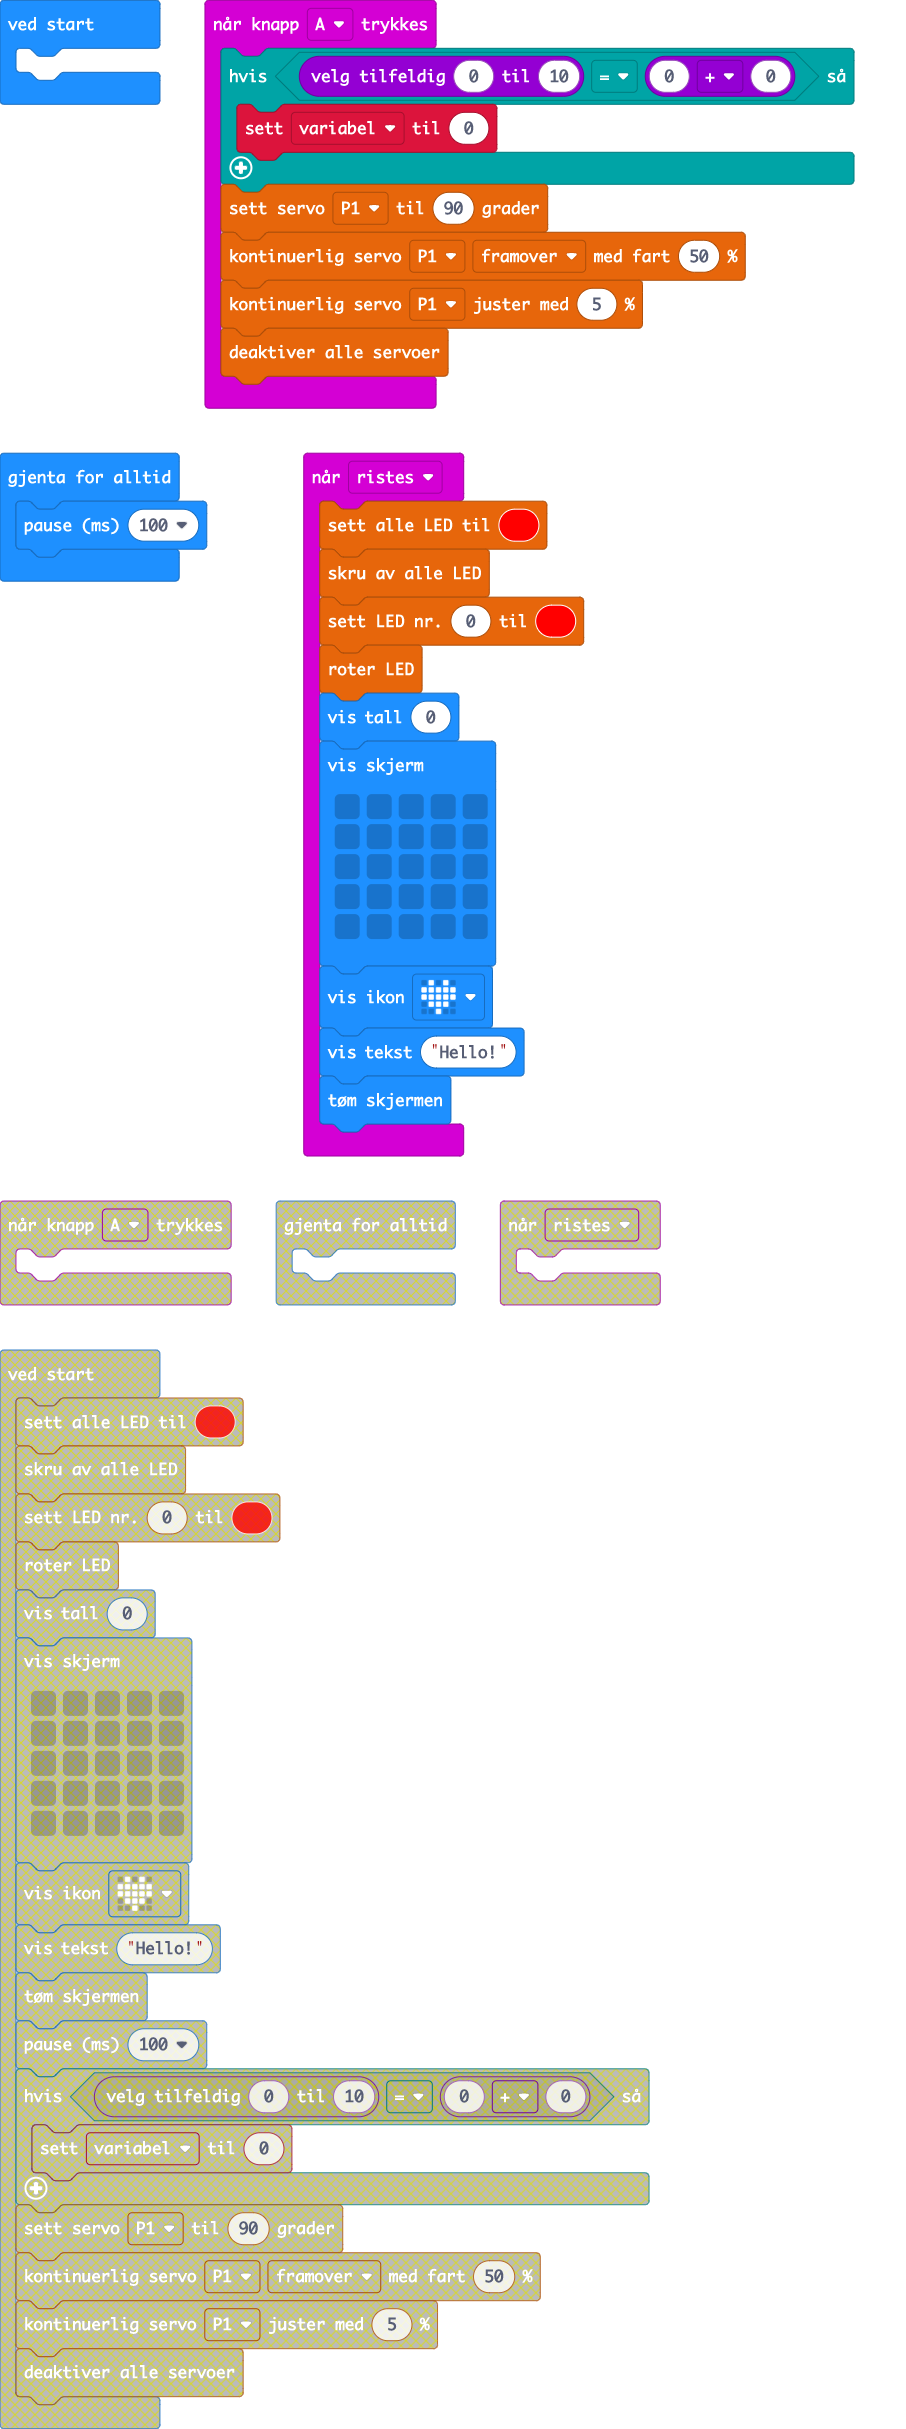 ved start
når knapp A trykkes
hvis velg tilfeldig 0 til 10 = 0 + 0 så
sett variabel til 0
sett servo P1 til 90 grader
kontinuerlig servo P1 framover med fart 50 %
kontinuerlig servo P1 juster med 5 %
deaktiver alle servoer
gjenta for alltid
pause (ms) 100
når ristes
sett alle LED til
skru av alle LED
sett LED nr. 0 til
roter LED
vis tall 0
vis skjerm
vis ikon
vis tekst "Hello!"
tøm skjermen
når knapp A trykkes
gjenta for alltid
når ristes
ved start
sett alle LED til
skru av alle LED
sett LED nr. 0 til
roter LED
vis tall 0
vis skjerm
vis ikon
vis tekst "Hello!"
tøm skjermen
pause (ms) 100
hvis velg tilfeldig 0 til 10 = 0 + 0 så
sett variabel til 0
sett servo P1 til 90 grader
kontinuerlig servo P1 framover med fart 50 %
kontinuerlig servo P1 juster med 5 %
deaktiver alle servoer